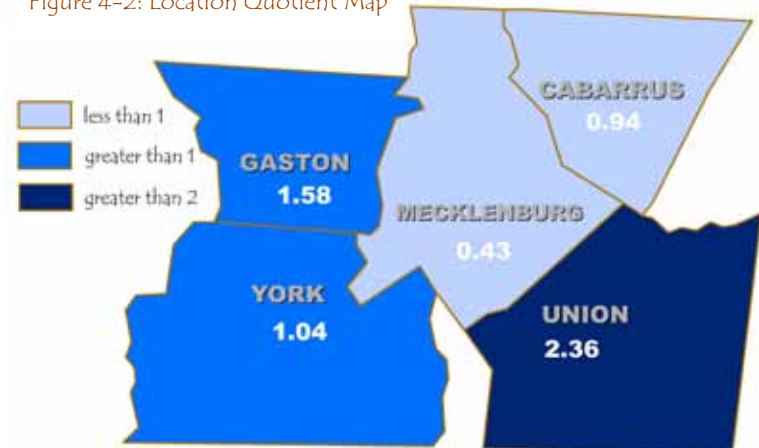 Figure 4-2: Location Quotient Map
less than 1
greater than 1
greater than 2
CABARRUS
0.94
GASTON
1.58
MECKLENBURG
0.43
YORK
1.04
UNION
2.36